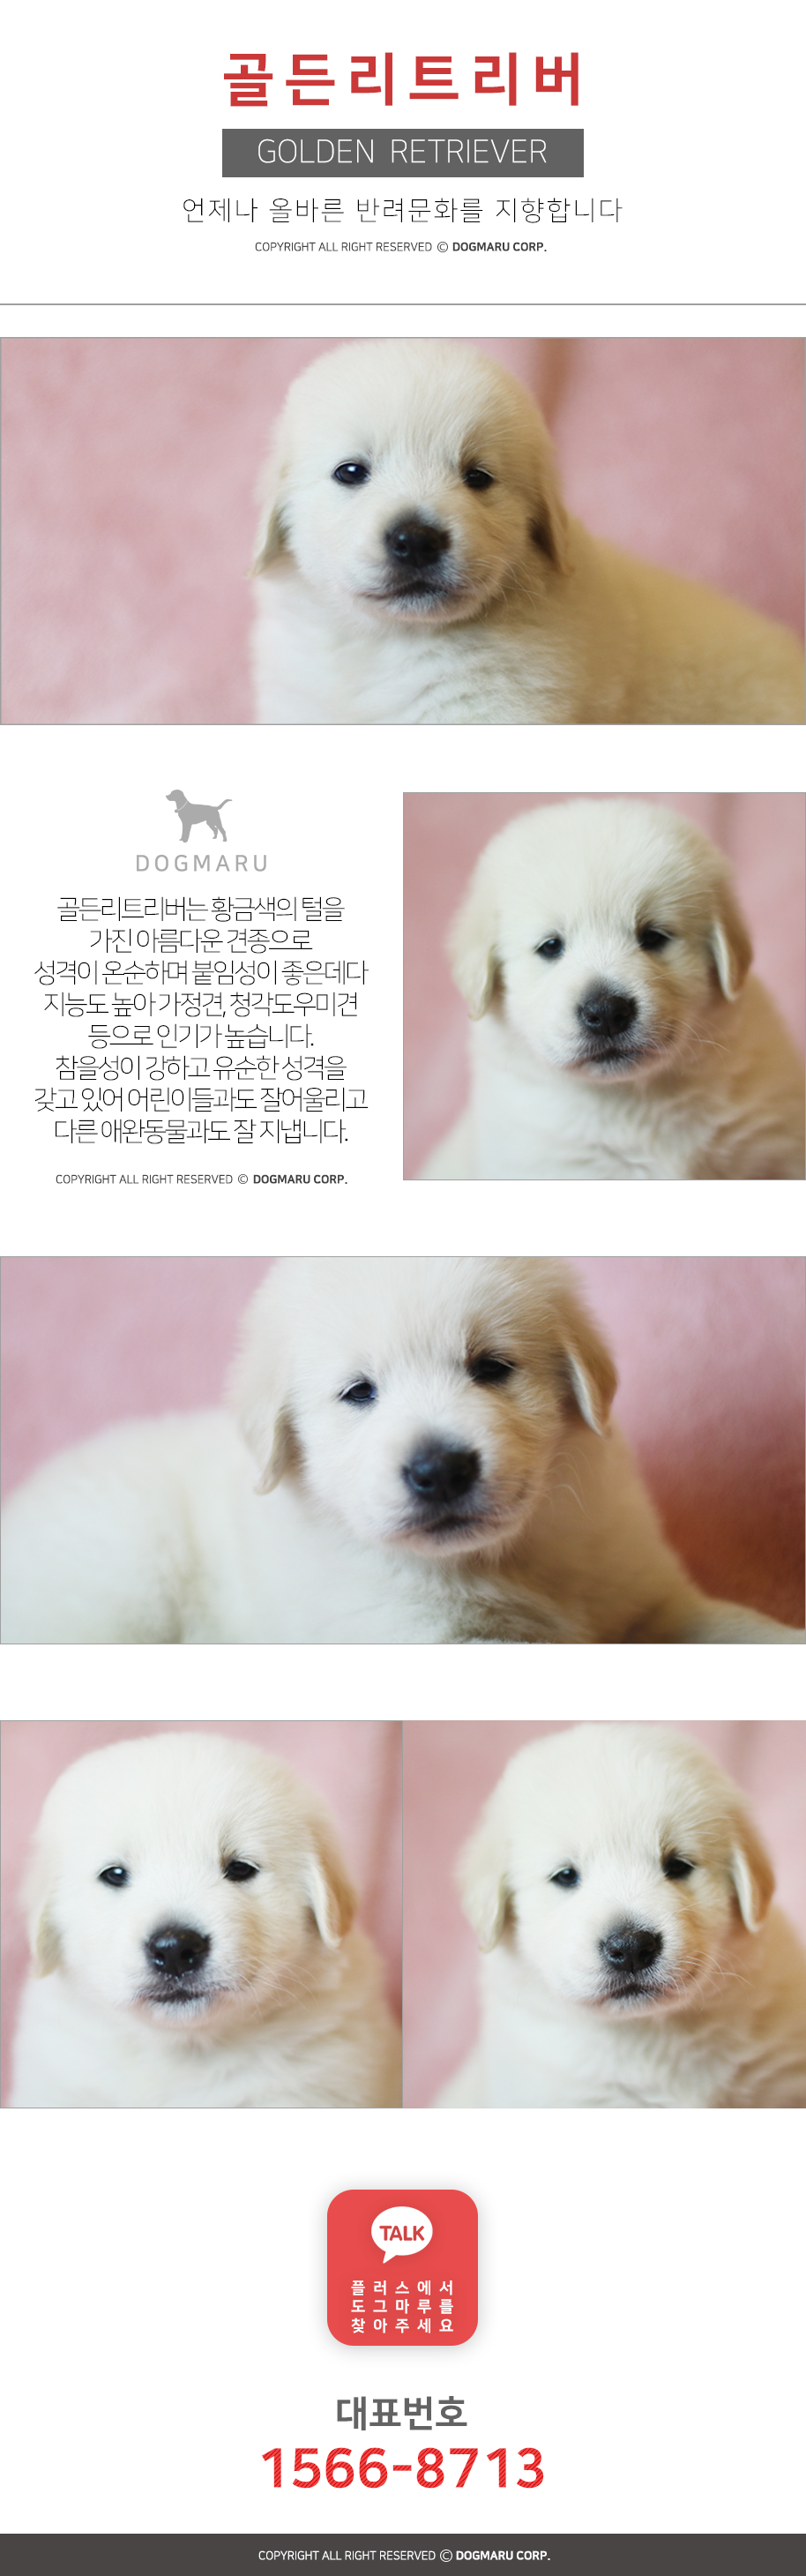 골든리트리버
GOLDEN RETRIEVER
언제나 올바른 반려문화를 지향합니다
COPYRIGHT ALL RIGHT RESERVED © DOGMARU CORP.
DOGMARU
골든리트리버는 황금색의 털을
가진 아름다운 견종으로
성격이 온순하며 붙임성이 좋은데다
지능도 높아 가정견, 청각도우미견
등으로 인기가 높습니다.
참을성이 강하고 유순한 성격을
갖고 있어 어린이들과도 잘어울리고
다른 애완동물과도 잘 지냅니다.
COPYRIGHT ALL RIGHT RESERVED © DOGMARU CORP.
TALK
플러스에서
도그마루를
찾아주세요
대표번호
1566-8713
COPYRIGHT ALL RIGHT RESERVED © DOGMARU CORP.